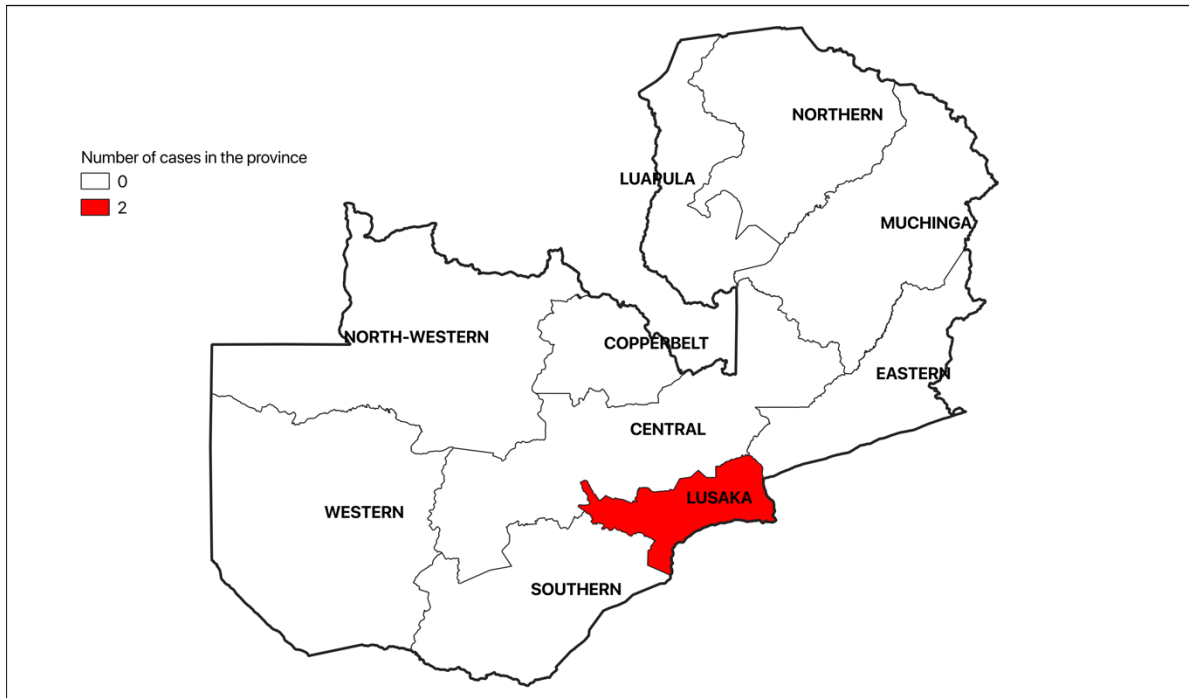 Number of cases in the province
0
2
NORTHERN
LUAPULA
MUCHINGA
NORTH-WESTERN
COPPERBELT
EASTERN
CENTRAL
LUSAKA
WESTERN
SOUTHERN